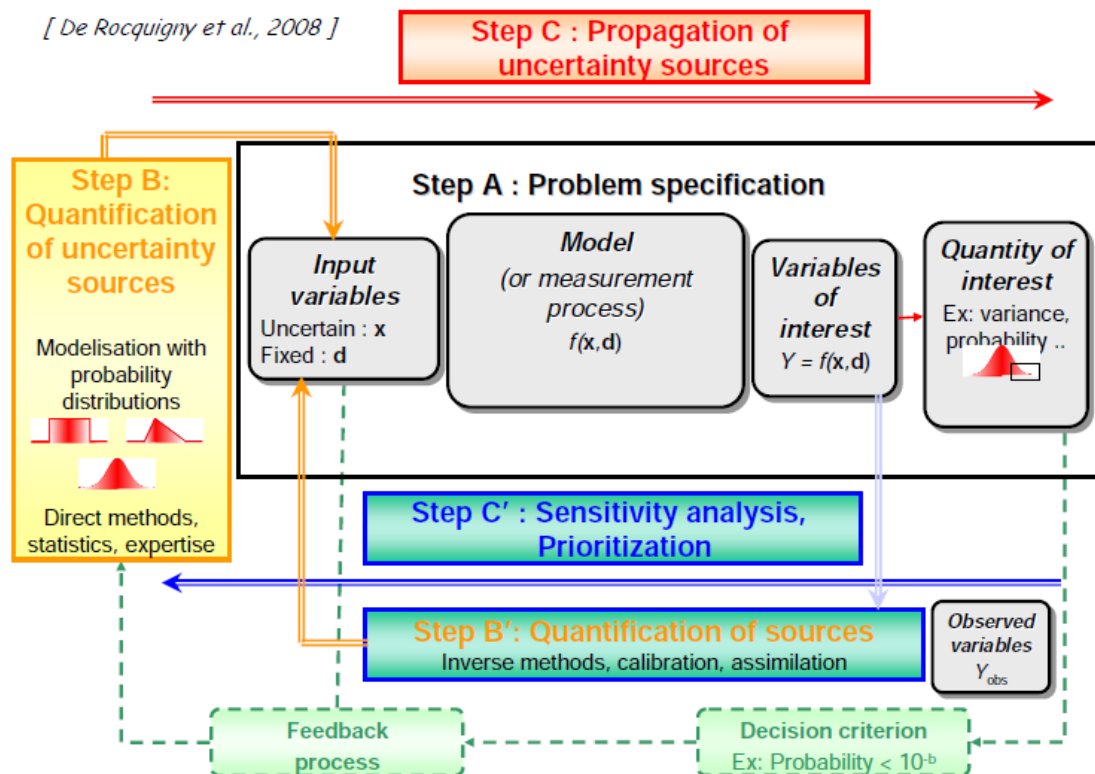 [ De Rocquigny et al., 2008 ]
Step C : Propagation of
uncertainty sources
Step B:
Quantification
of uncertainty
sources
Modelisation with
probability
distributions
Direct methods,
statistics, expertise
Step A : Problem specification
Input
variables
Uncertain : x
Fixed : d
Model
(or measurement
process)
f(x,d)
Variables
of
interest
Y = f(x,d)
Quantity of
interest
Ex: variance,
probability ..
Step C' : Sensitivity analysis,
Prioritization
Step B': Quantification of sources
Inverse methods, calibration, assimilation
Observed
variables
Yobs
Feedback
process
Decision criterion
Ex: Probability < 10-b